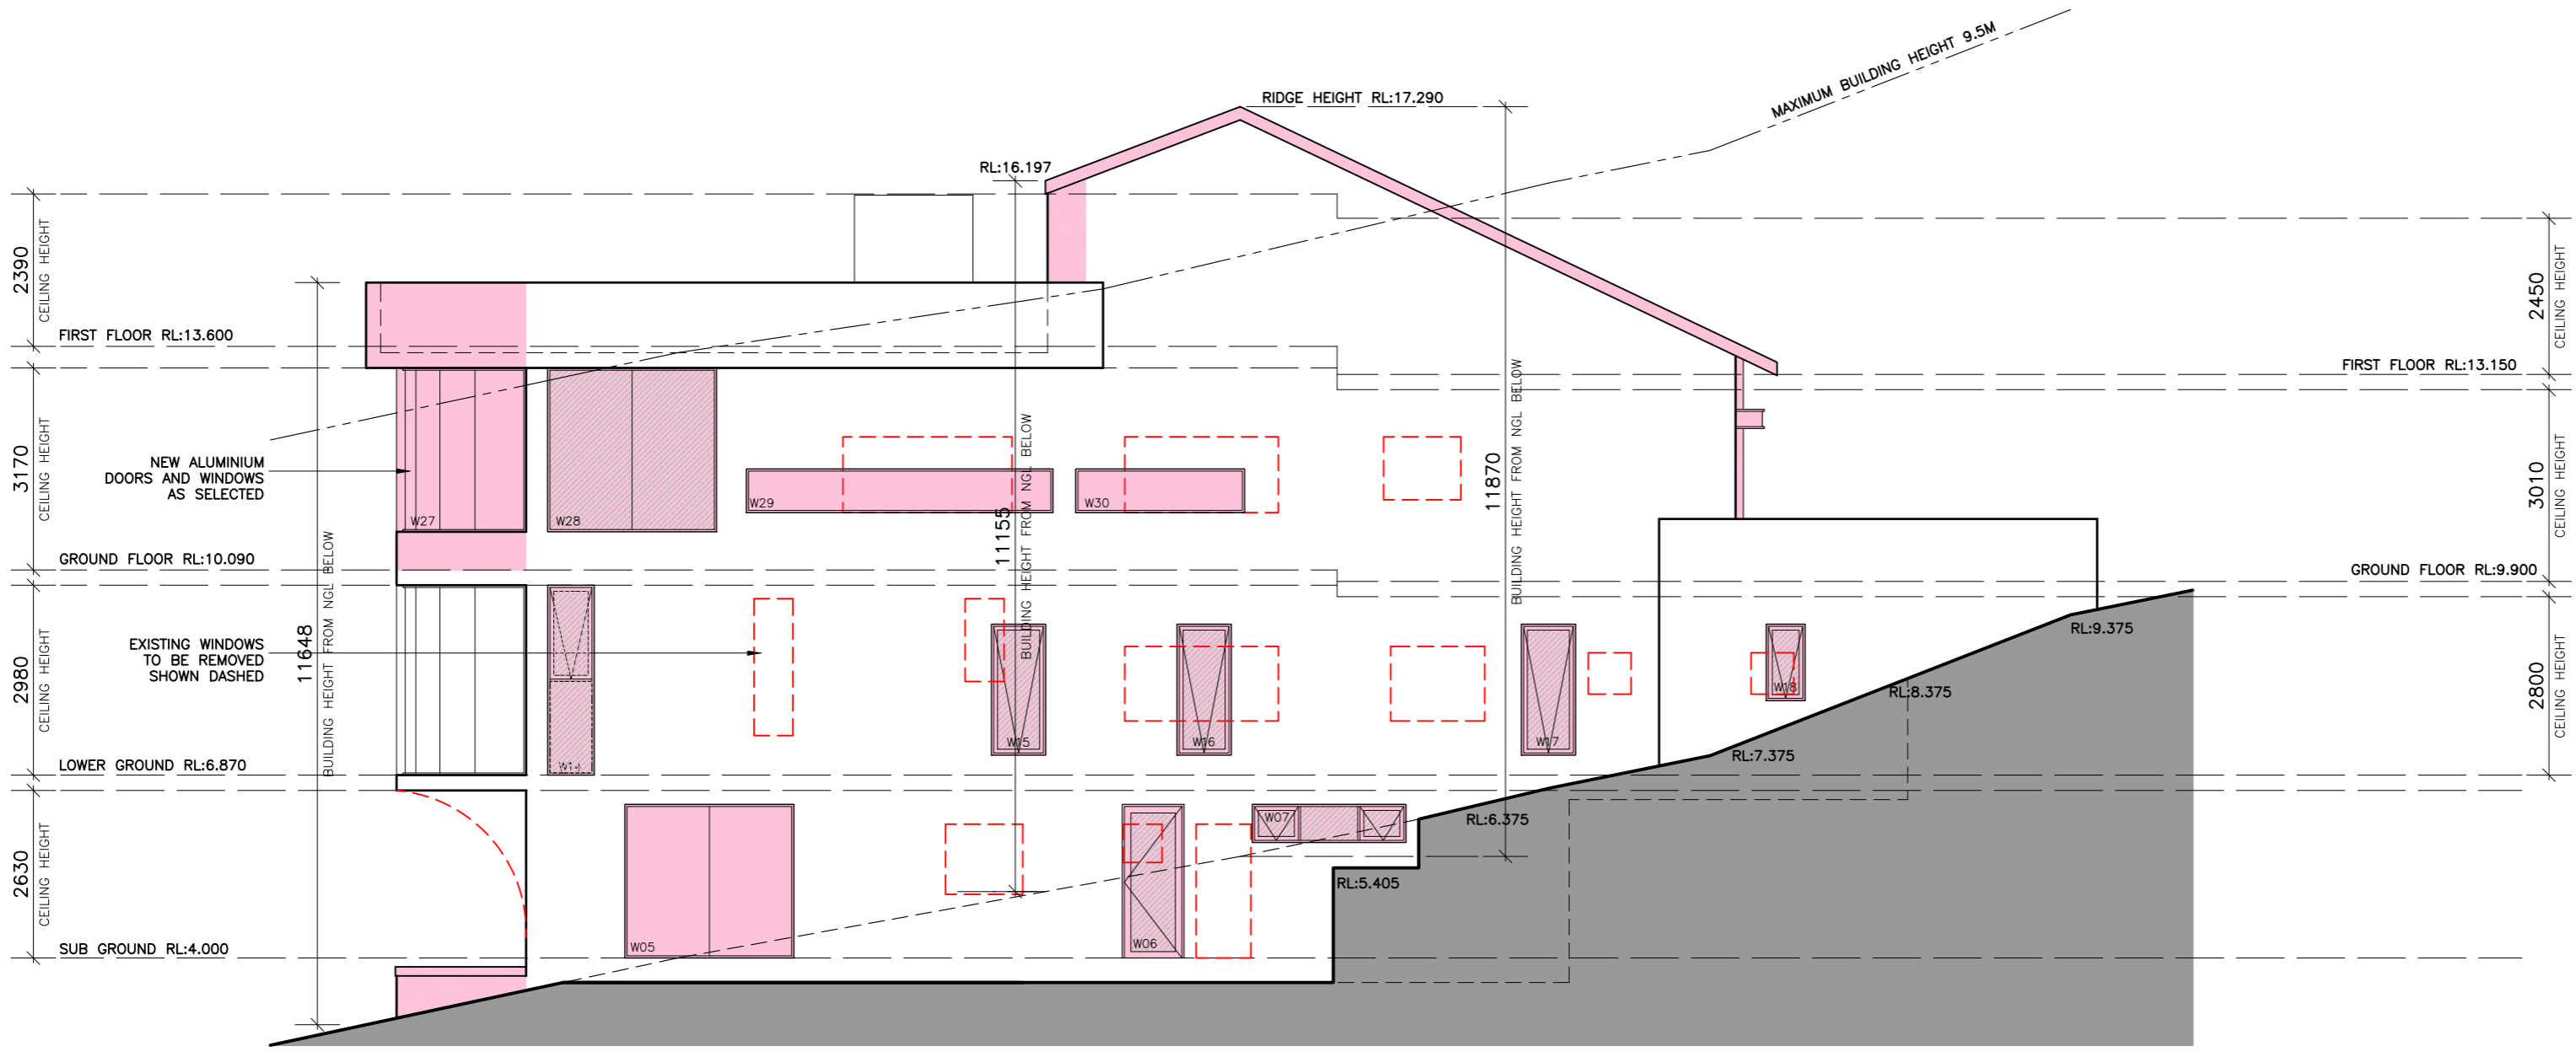 MAXIMUM BUILDING HEIGHT 9.5M
RIDGE HEIGHT RL:17.290
RL:16.197
2390
CEILING HEIGHT
2450
CEILING HEIGHT
FIRST FLOOR RL:13.600
FIRST FLOOR RL:13.150
3170
CEILING HEIGHT
NEW ALUMINIUM
DOORS AND WINDOWS
AS SELECTED
W27
W28
W29
W30
11155
BUILDING HEIGHT FROM NGL BELOW
11870
BUILDING HEIGHT FROM NGL BELOW
3010
CEILING HEIGHT
GROUND FLOOR RL:10.090
GROUND FLOOR RL:9.900
11648
BUILDING HEIGHT FROM NGL BELOW
2980
CEILING HEIGHT
EXISTING WINDOWS
TO BE REMOVED
SHOWN DASHED
W14
W15
W16
W17
W18
RL:9.375
RL:8.375
RL:7.375
2800
CEILING HEIGHT
LOWER GROUND RL:6.870
2630
CEILING HEIGHT
W07
RL:6.375
RL:5.405
SUB GROUND RL:4.000
W05
W06